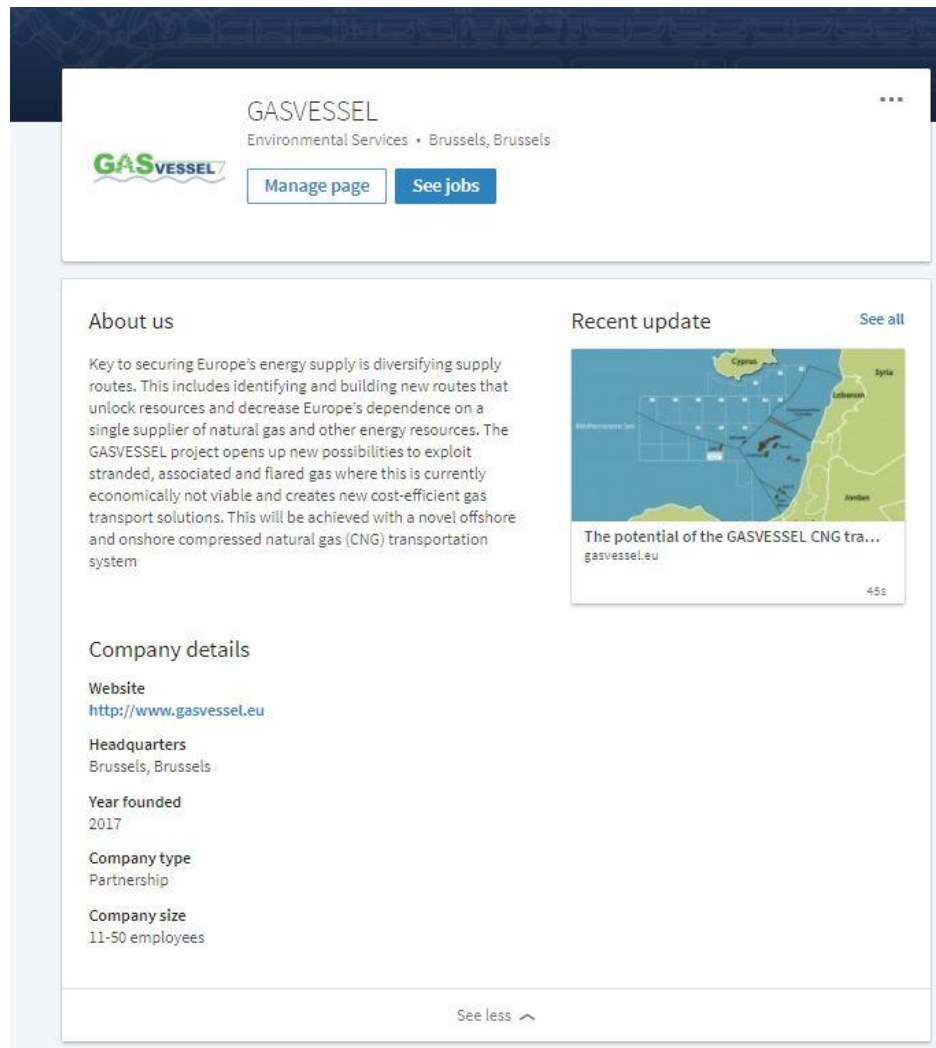 GASVESSEL
Environmental Services • Brussels, Brussels
GASVESSEL
Manage page
See jobs
About us
Key to securing Europe's energy supply is diversifying supply
routes. This includes identifying and building new routes that
unlock resources and decrease Europe's dependence on a
single supplier of natural gas and other energy resources. The
GASVESSEL project opens up new possibilities to exploit
stranded, associated and flared gas where this is currently
economically not viable and creates new cost-efficient gas
transport solutions. This will be achieved with a novel offshore
and onshore compressed natural gas (CNG) transportation
system
Recent update
See all
Cyprus
Syria
Lebanon
Mediterranean Sea
Jordan
The potential of the GASVESSEL CNG tra...
gasvessel.eu
45s
Company details
Website
http://www.gasvessel.eu
Headquarters
Brussels, Brussels
Year founded
2017
Company type
Partnership
Company size
11-50 employees
See less